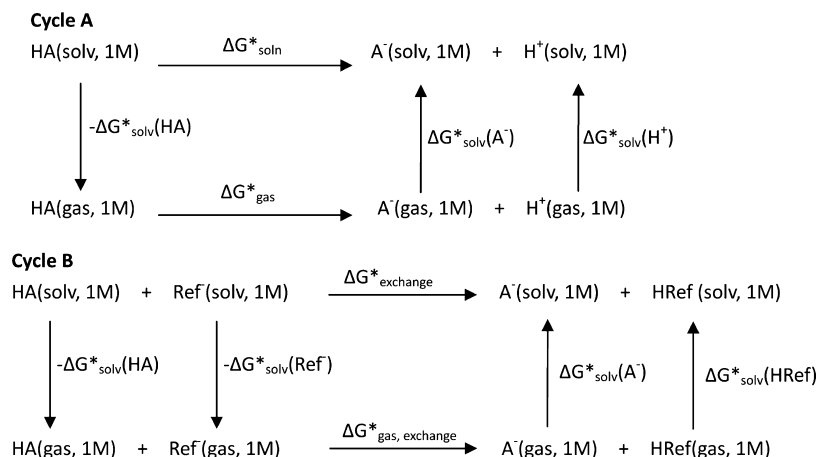 Cycle A
HA(solv, 1M) ΔG*soln A⁻(solv, 1M) + H⁺(solv, 1M)
-ΔG*solv(HA) ΔG*solv(A⁻) ΔG*solv(H⁺)
HA(gas, 1M) ΔG*gas A⁻(gas, 1M) + H⁺(gas, 1M)
Cycle B
HA(solv, 1M) + Ref⁻(solv, 1M) ΔG*exchange A⁻(solv, 1M) + HRef (solv, 1M)
-ΔG*solv(HA) -ΔG*solv(Ref⁻) ΔG*solv(A⁻) ΔG*solv(HRef)
HA(gas, 1M) + Ref⁻(gas, 1M) ΔG*gas, exchange A⁻(gas, 1M) + HRef(gas, 1M)